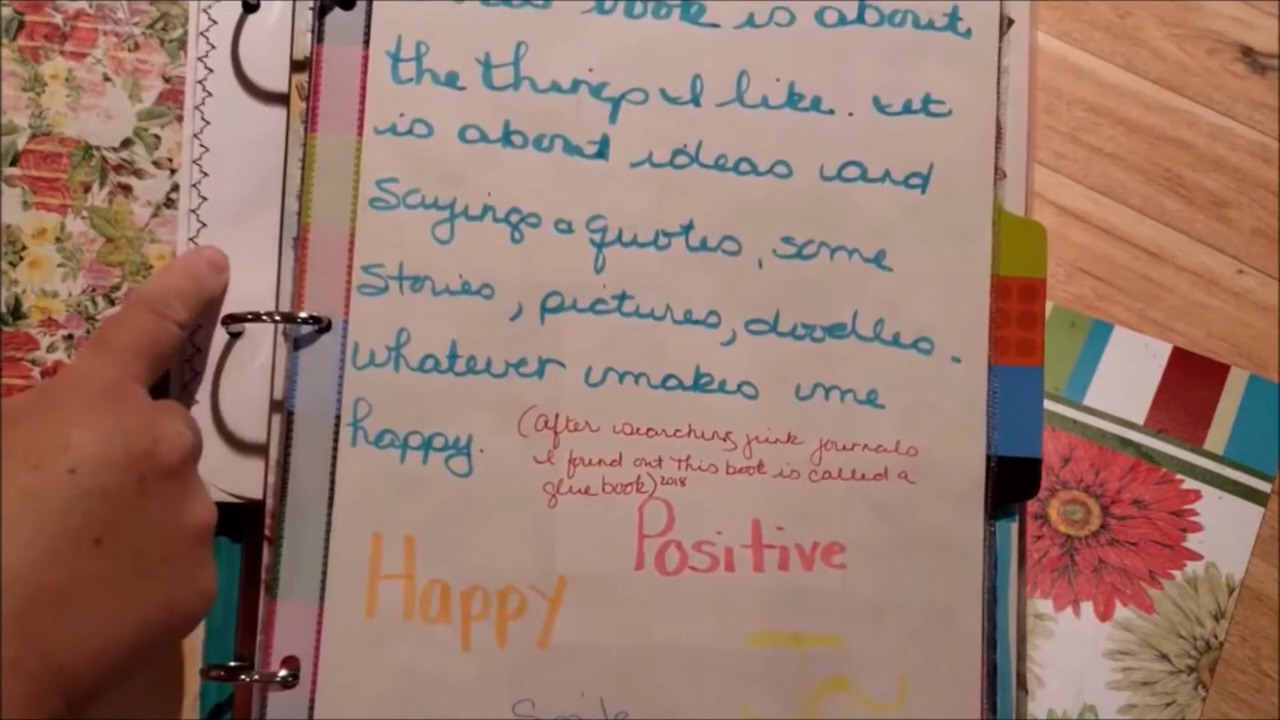 book is about
the things I like. It
is about ideas and
sayings & quotes, some
stories, pictures, doodles.
whatever makes me
happy.
(After searching junk journals
I found out this book is called a
glue book) 2018
Positive
Happy
Smile